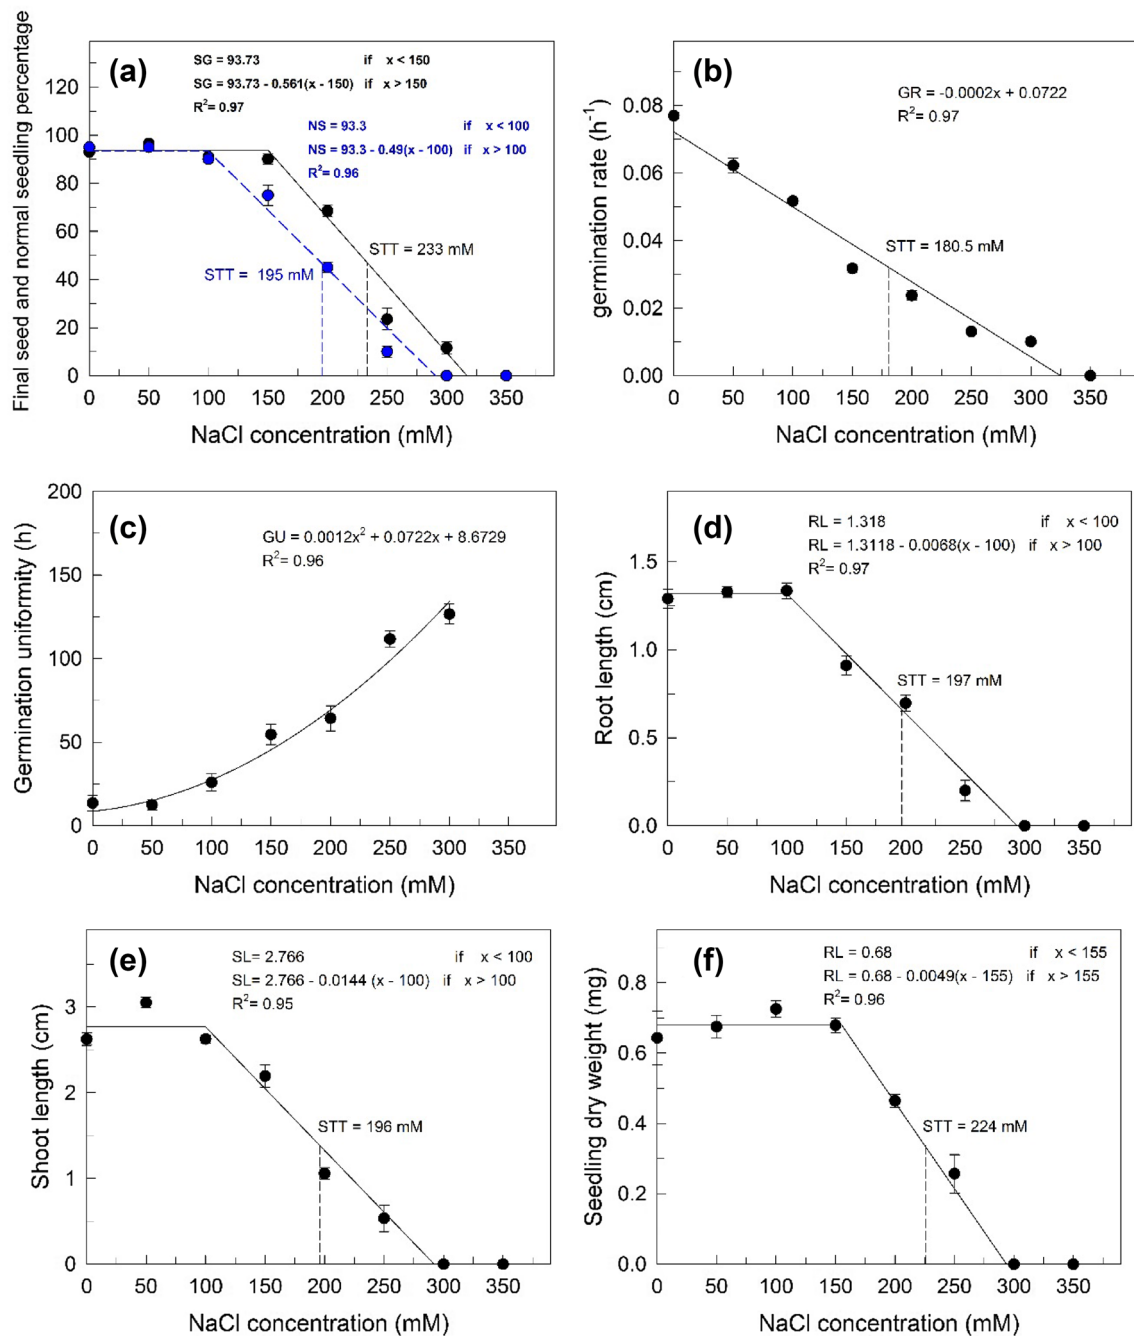 (a)
SG = 93.73 if x < 150
SG = 93.73 - 0.561(x - 150) if x > 150
R²= 0.97
NS = 93.3 if x < 100
NS = 93.3 - 0.49(x - 100) if x > 100
R²= 0.96
STT = 233 mM
STT = 195 mM
Final seed and normal seedling percentage
120
100
80
60
40
20
0
0 50 100 150 200 250 300 350
NaCl concentration (mM)
(b)
GR = -0.0002x + 0.0722
R²= 0.97
STT = 180.5 mM
germination rate (h⁻¹)
0.08
0.06
0.04
0.02
0.00
0 50 100 150 200 250 300 350
NaCl concentration (mM)
(c)
GU = 0.0012x² + 0.0722x + 8.6729
R²= 0.96
Germination uniformity (h)
200
150
100
50
0
0 50 100 150 200 250 300 350
NaCl concentration (mM)
(d)
RL = 1.318 if x < 100
RL = 1.3118 - 0.0068(x - 100) if x > 100
R²= 0.97
STT = 197 mM
Root length (cm)
1.5
1.0
0.5
0.0
0 50 100 150 200 250 300 350
NaCl concentration (mM)
(e)
SL= 2.766 if x < 100
SL= 2.766 - 0.0144 (x - 100) if x > 100
R²= 0.95
STT = 196 mM
Shoot length (cm)
3
2
1
0
0 50 100 150 200 250 300 350
NaCl concentration (mM)
(f)
RL = 0.68 if x < 155
RL = 0.68 - 0.0049(x - 155) if x > 155
R²= 0.96
STT = 224 mM
Seedling dry weight (mg)
0.8
0.6
0.4
0.2
0.0
0 50 100 150 200 250 300 350
NaCl concentration (mM)